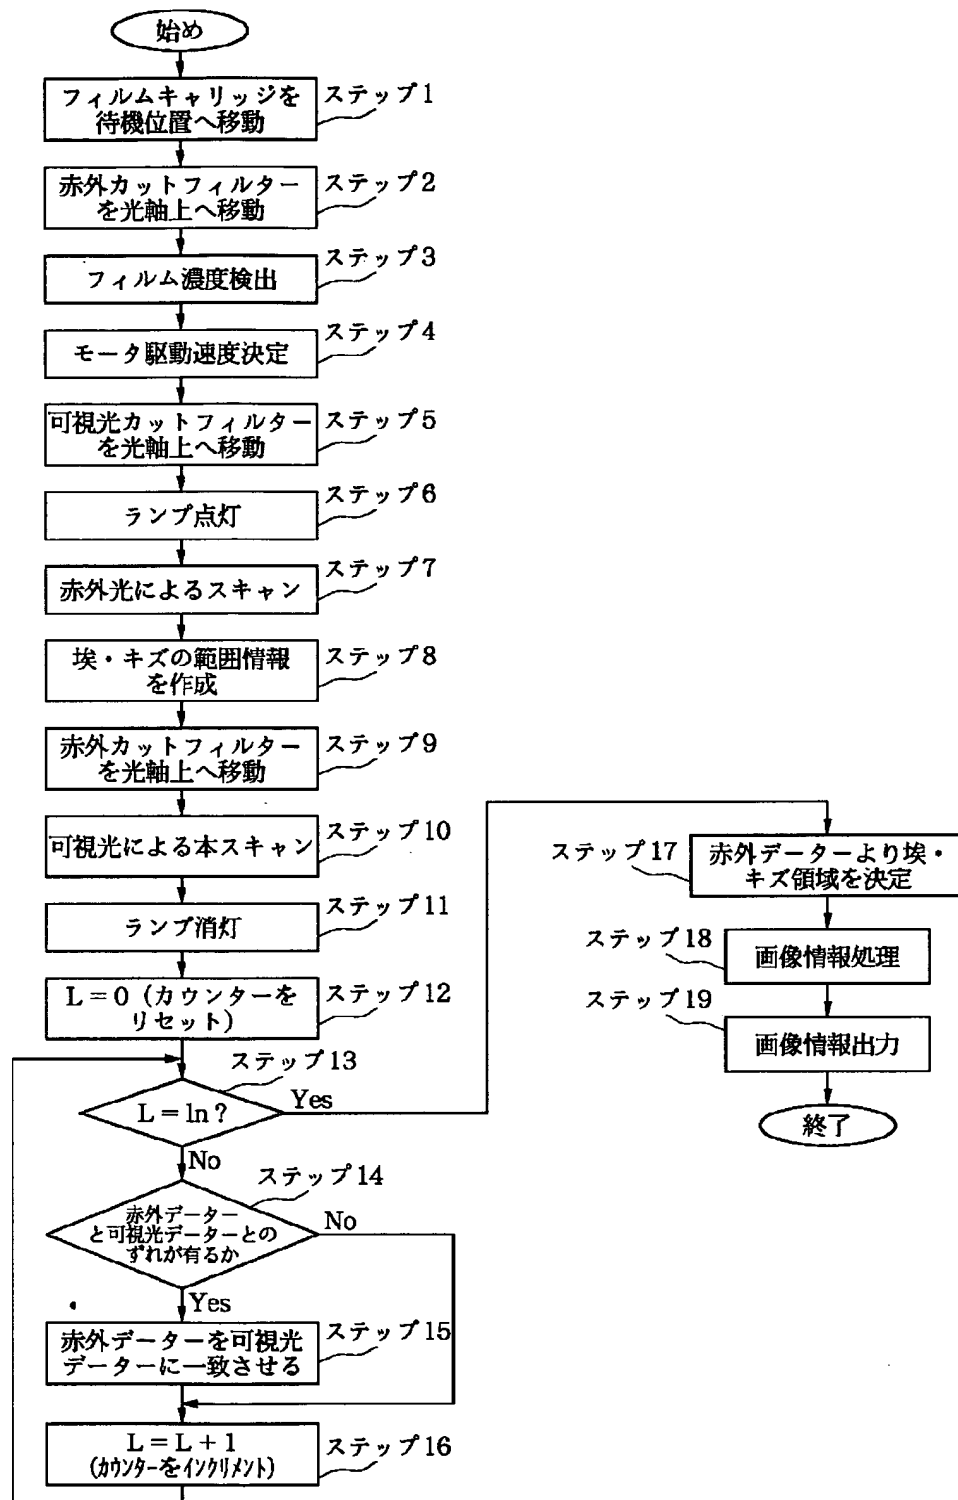 始め
フィルムキャリッジを
待機位置へ移動
ステップ1
赤外カットフィルター
を光軸上へ移動
ステップ2
フィルム濃度検出
ステップ3
モータ駆動速度決定
ステップ4
可視光カットフィルター
を光軸上へ移動
ステップ5
ランプ点灯
ステップ6
赤外光によるスキャン
ステップ7
埃・キズの範囲情報
を作成
ステップ8
赤外カットフィルター
を光軸上へ移動
ステップ9
可視光による本スキャン
ステップ10
ランプ消灯
ステップ11
L=0(カウンターを
リセット)
ステップ12
ステップ13
L=ln?
Yes
No
ステップ14
赤外データー
と可視光データーとの
ずれが有るか
No
Yes
赤外データーを可視光
データーに一致させる
ステップ15
L=L+1
(カウンターをインクリメント)
ステップ16
ステップ17
赤外データーより埃・
キズ領域を決定
ステップ18
画像情報処理
ステップ19
画像情報出力
終了